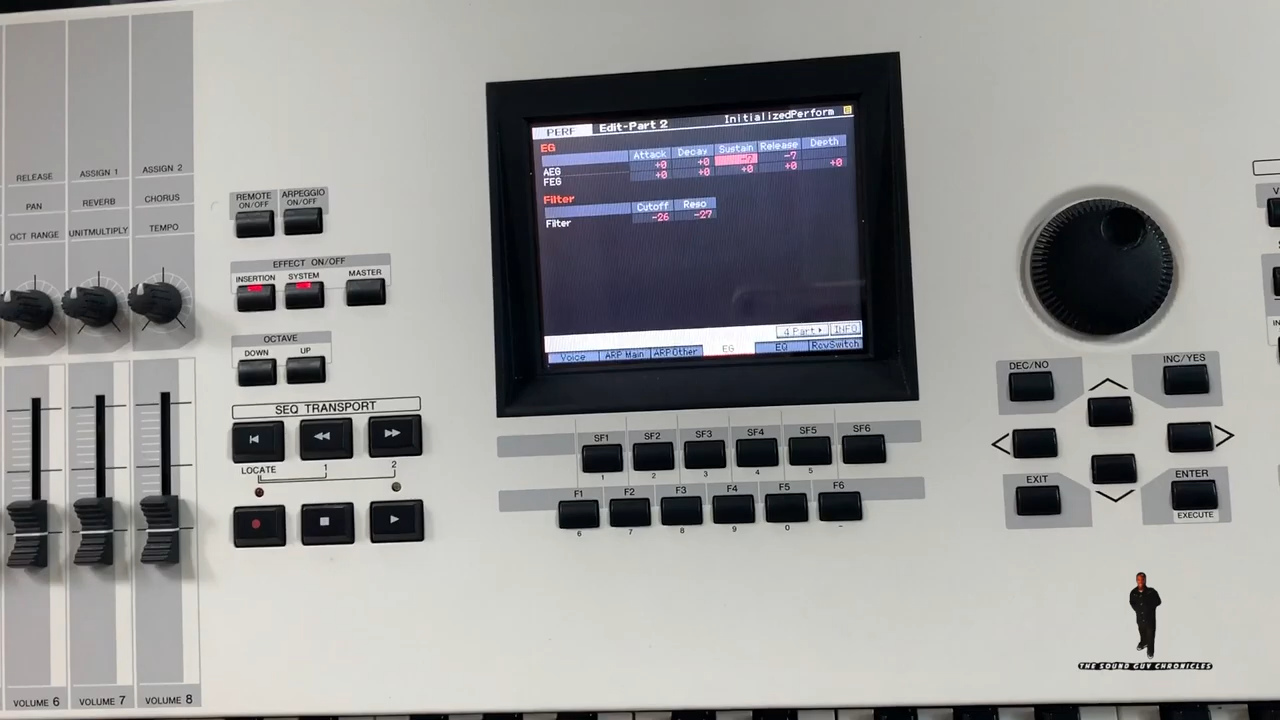 RELEASE
ASSIGN 1
ASSIGN 2
PAN
REVERB
CHORUS
OCT RANGE
UNITMULTIPLY
TEMPO
REMOTE
ON/OFF
ARPEGGIO
ON/OFF
EFFECT ON/OFF
INSERTION
SYSTEM
MASTER
OCTAVE
DOWN
UP
SEQ TRANSPORT
LOCATE
1
2
VOLUME 6
VOLUME 7
VOLUME 8
PERF
Edit-Part 2
InitializedPerform
EG
Attack Decay Sustain Release Depth
AEG +0 +0 -7 -7
FEG +0 +0 +0 +0 +0
Filter
Cutoff Reso
Filter -26 -27
4 Part
INFO
Voice
ARP Main
ARP Other
EG
EQ
RcvSwitch
SF1
SF2
SF3
SF4
SF5
SF6
1
2
3
4
5
F1
F2
F3
F4
F5
F6
6
7
8
9
0
DEC/NO
INC/YES
EXIT
ENTER
EXECUTE
THE SOUND GUY CHRONICLES